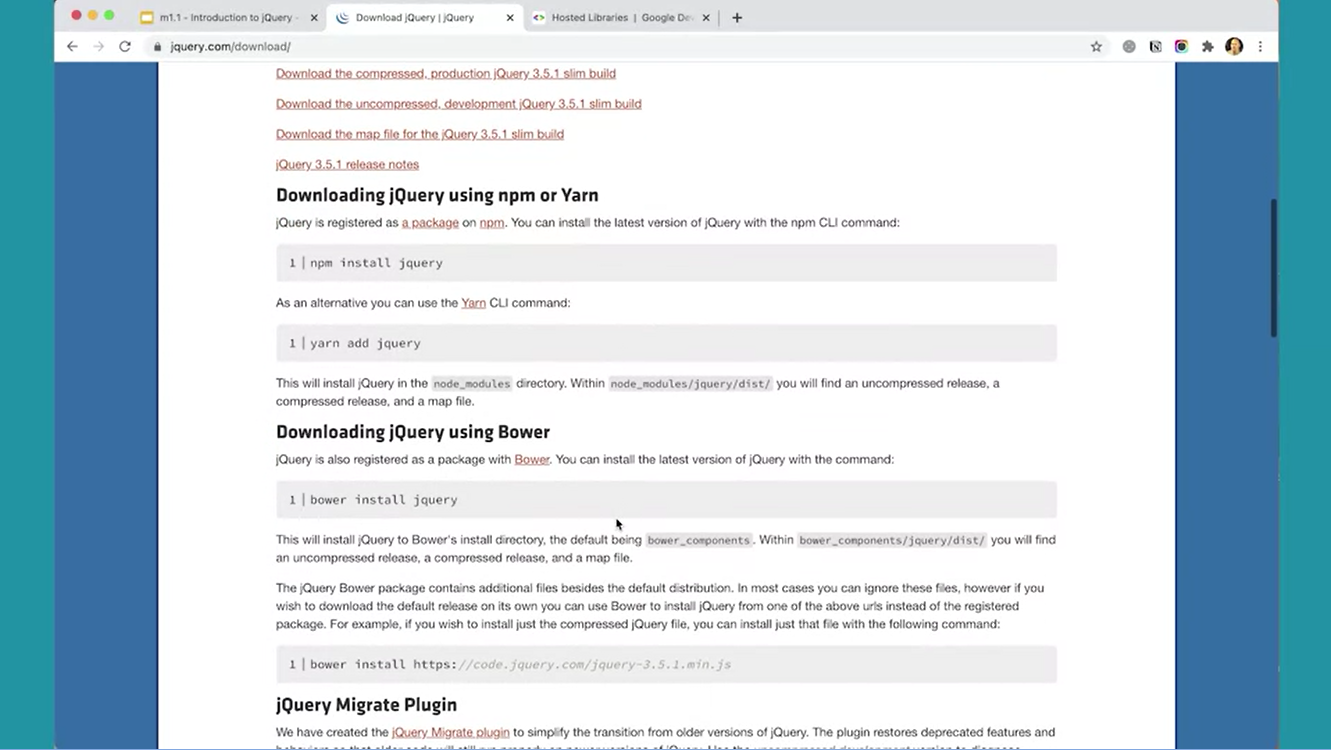 m1.1 - Introduction to jQuery -
Download jQuery | jQuery
Hosted Libraries | Google De
jquery.com/download/
Download the compressed, production jQuery 3.5.1 slim build
Download the uncompressed, development jQuery 3.5.1 slim build
Download the map file for the jQuery 3.5.1 slim build
jQuery 3.5.1 release notes
Downloading jQuery using npm or Yarn
jQuery is registered as a package on npm. You can install the latest version of jQuery with the npm CLI command:
1 | npm install jquery
As an alternative you can use the Yarn CLI command:
1 | yarn add jquery
This will install jQuery in the node_modules directory. Within node_modules/jquery/dist/ you will find an uncompressed release, a
compressed release, and a map file.
Downloading jQuery using Bower
jQuery is also registered as a package with Bower. You can install the latest version of jQuery with the command:
1 | bower install jquery
This will install jQuery to Bower's install directory, the default being bower_components. Within bower_components/jquery/dist/ you will find
an uncompressed release, a compressed release, and a map file.
The jQuery Bower package contains additional files besides the default distribution. In most cases you can ignore these files, however if you
wish to download the default release on its own you can use Bower to install jQuery from one of the above urls instead of the registered
package. For example, if you wish to install just the compressed jQuery file, you can install just that file with the following command:
1 | bower install https://code.jquery.com/jquery-3.5.1.min.js
jQuery Migrate Plugin
We have created the jQuery Migrate plugin to simplify the transition from older versions of jQuery. The plugin restores deprecated features and